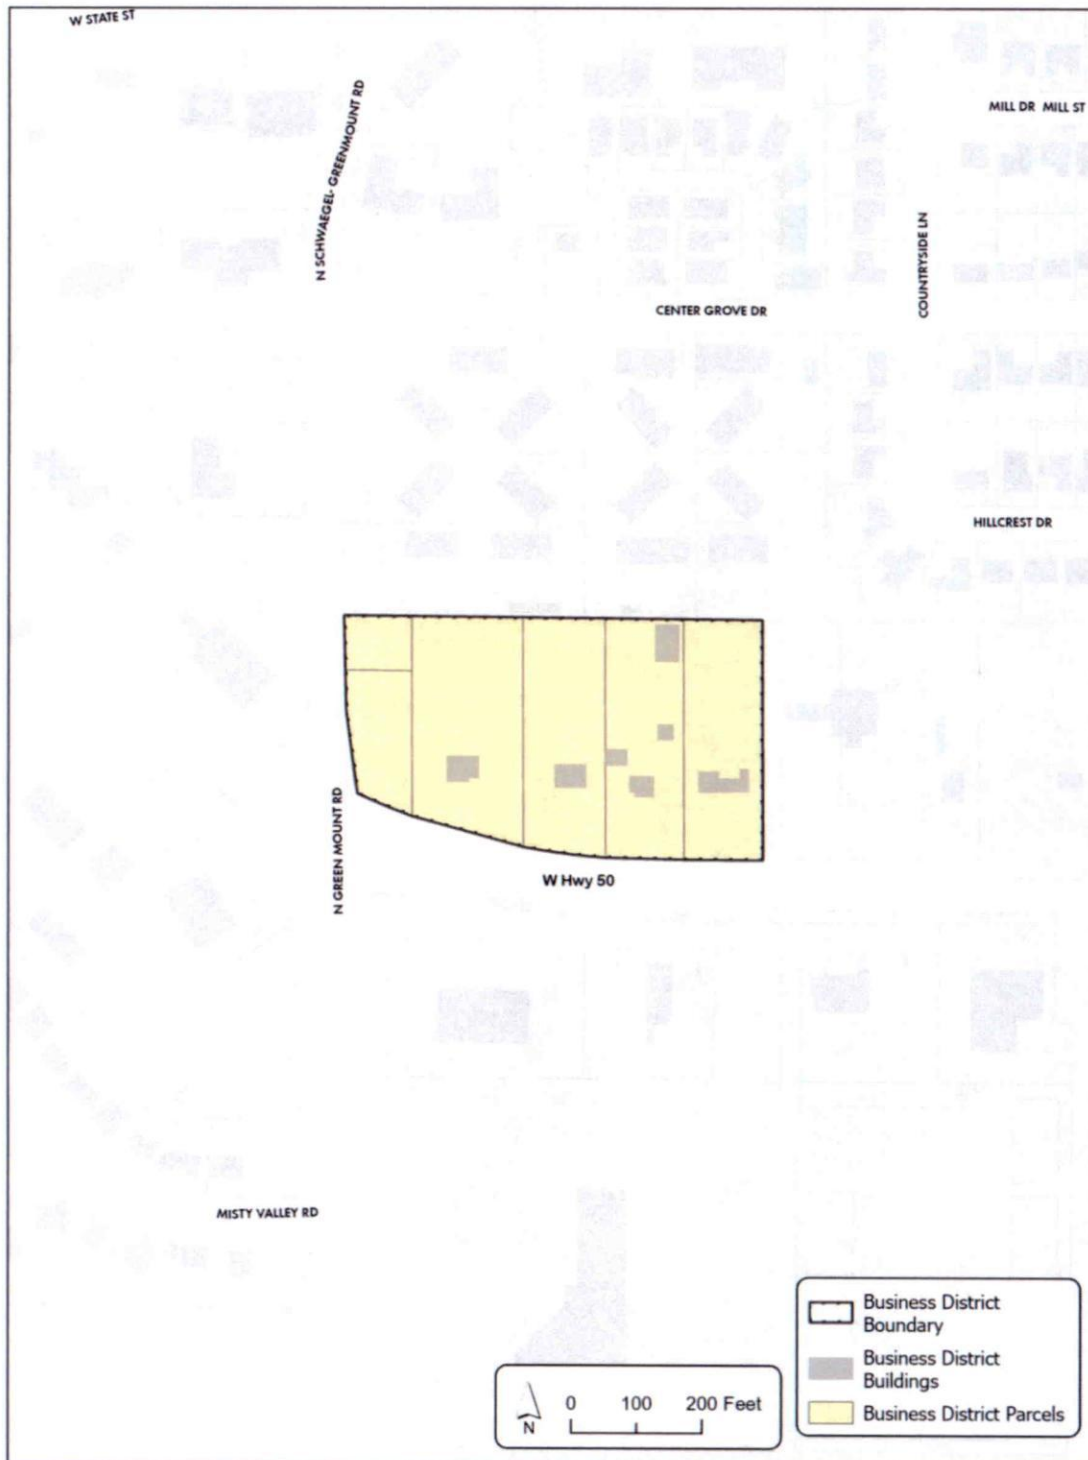 W STATE ST
N SCHWAEGEL- GREENMOUNT RD
MILL DR MILL ST
COUNTRYSIDE LN
CENTER GROVE DR
HILLCREST DR
N GREEN MOUNT RD
W Hwy 50
MISTY VALLEY RD
Business District
Boundary
Business District
Buildings
Business District Parcels
N
0 100 200 Feet